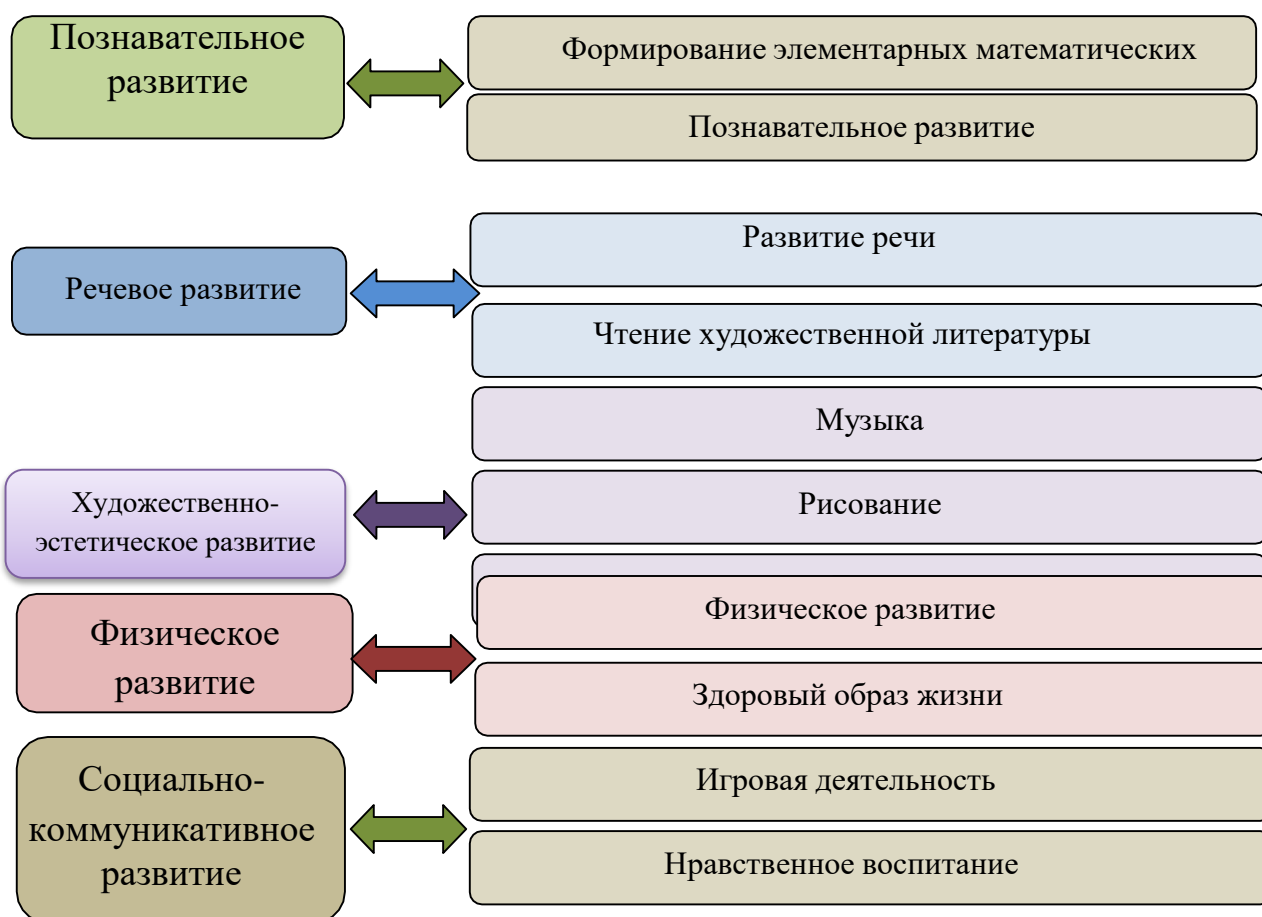 Познавательное
развитие
Формирование элементарных математических
Познавательное развитие
Речевое развитие
Развитие речи
Чтение художественной литературы
Художественно-
эстетическое развитие
Музыка
Рисование
Физическое
развитие
Физическое развитие
Здоровый образ жизни
Социально-
коммуникативное
развитие
Игровая деятельность
Нравственное воспитание